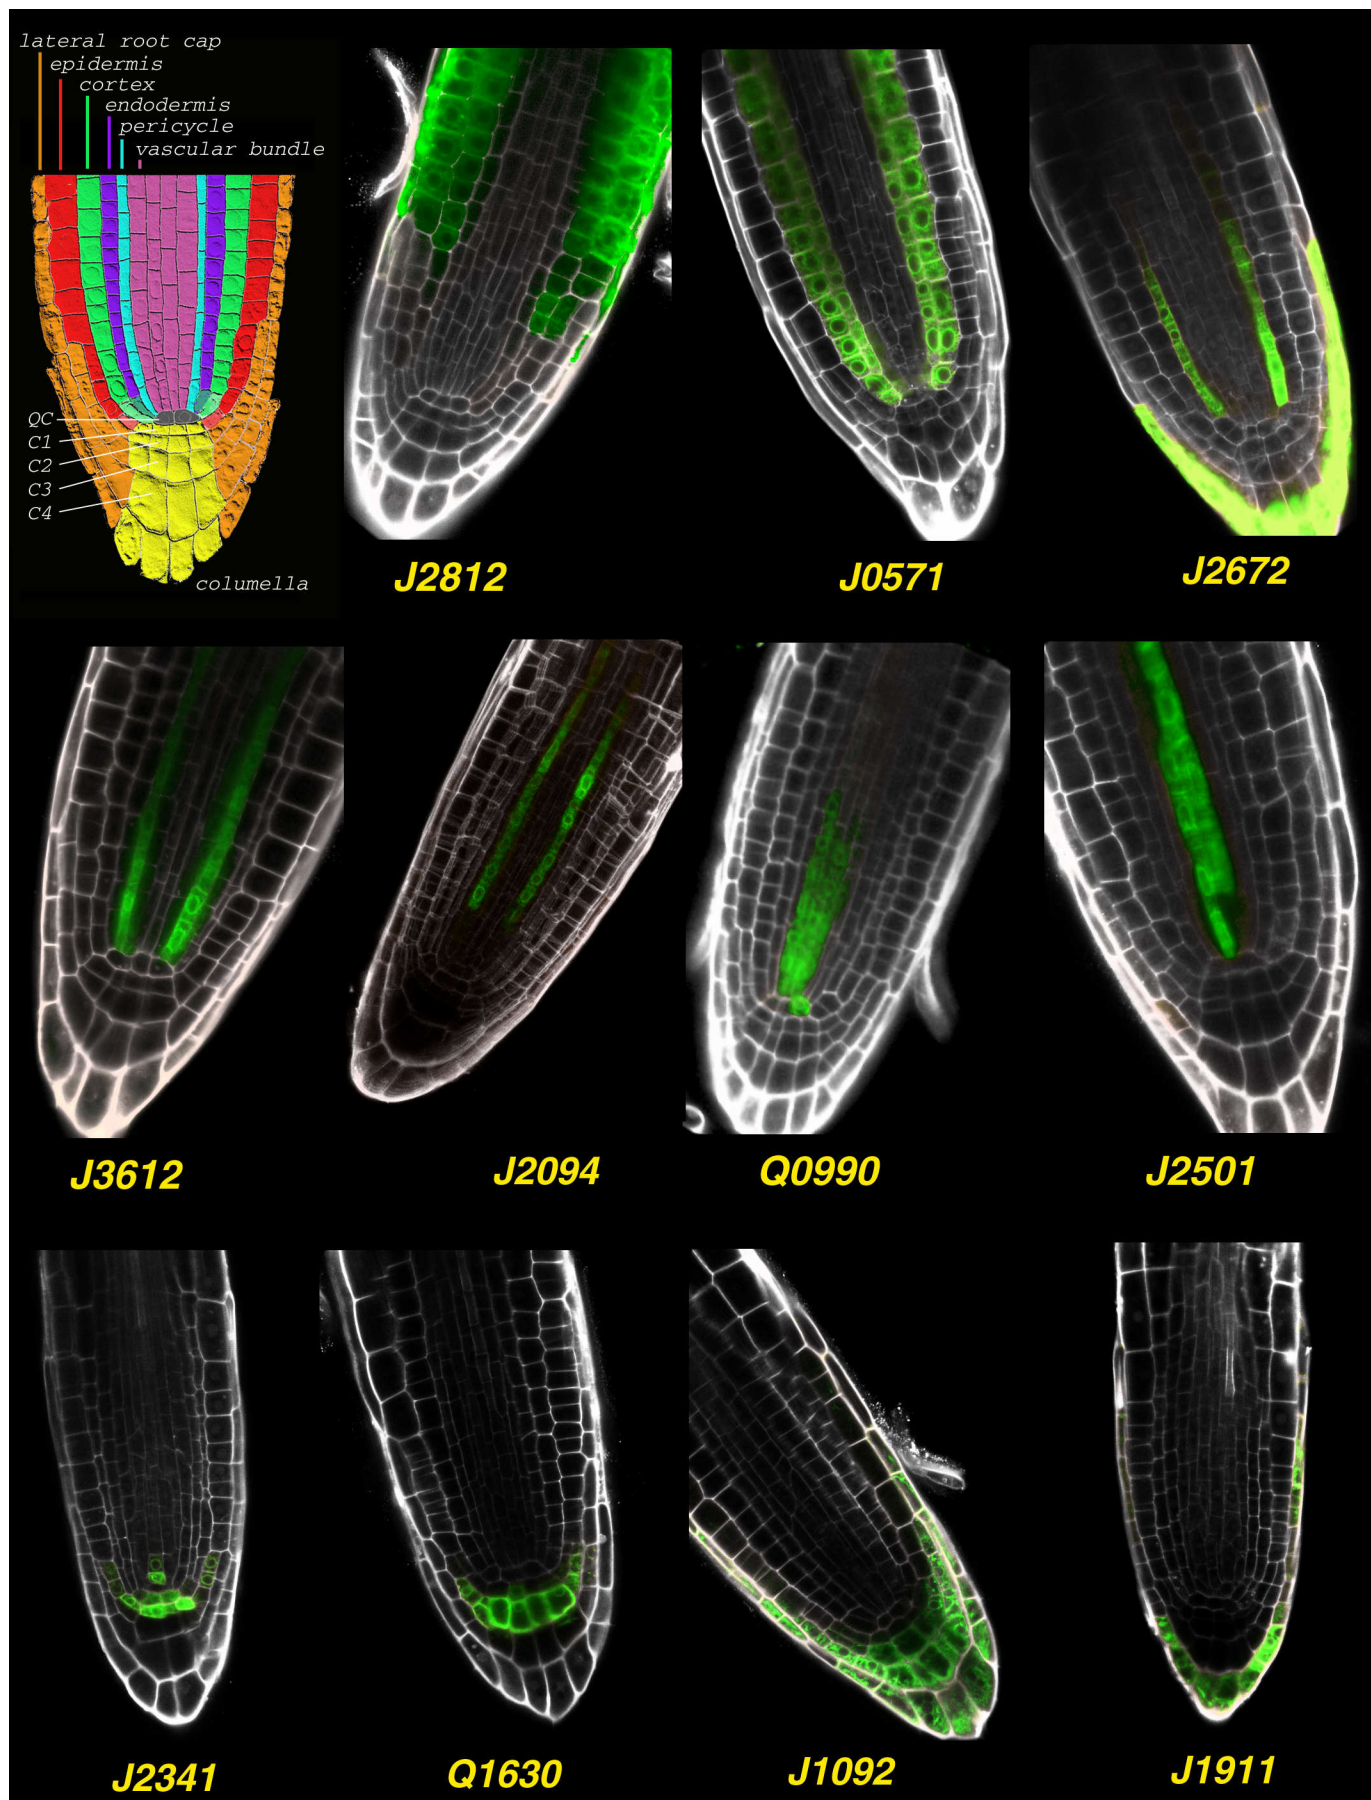 lateral root cap
epidermis
cortex
endodermis
pericycle
vascular bundle
QC
C1
C2
C3
C4
columella
J2812
J0571
J2672
J3612
J2094
Q0990
J2501
J2341
Q1630
J1092
J1911